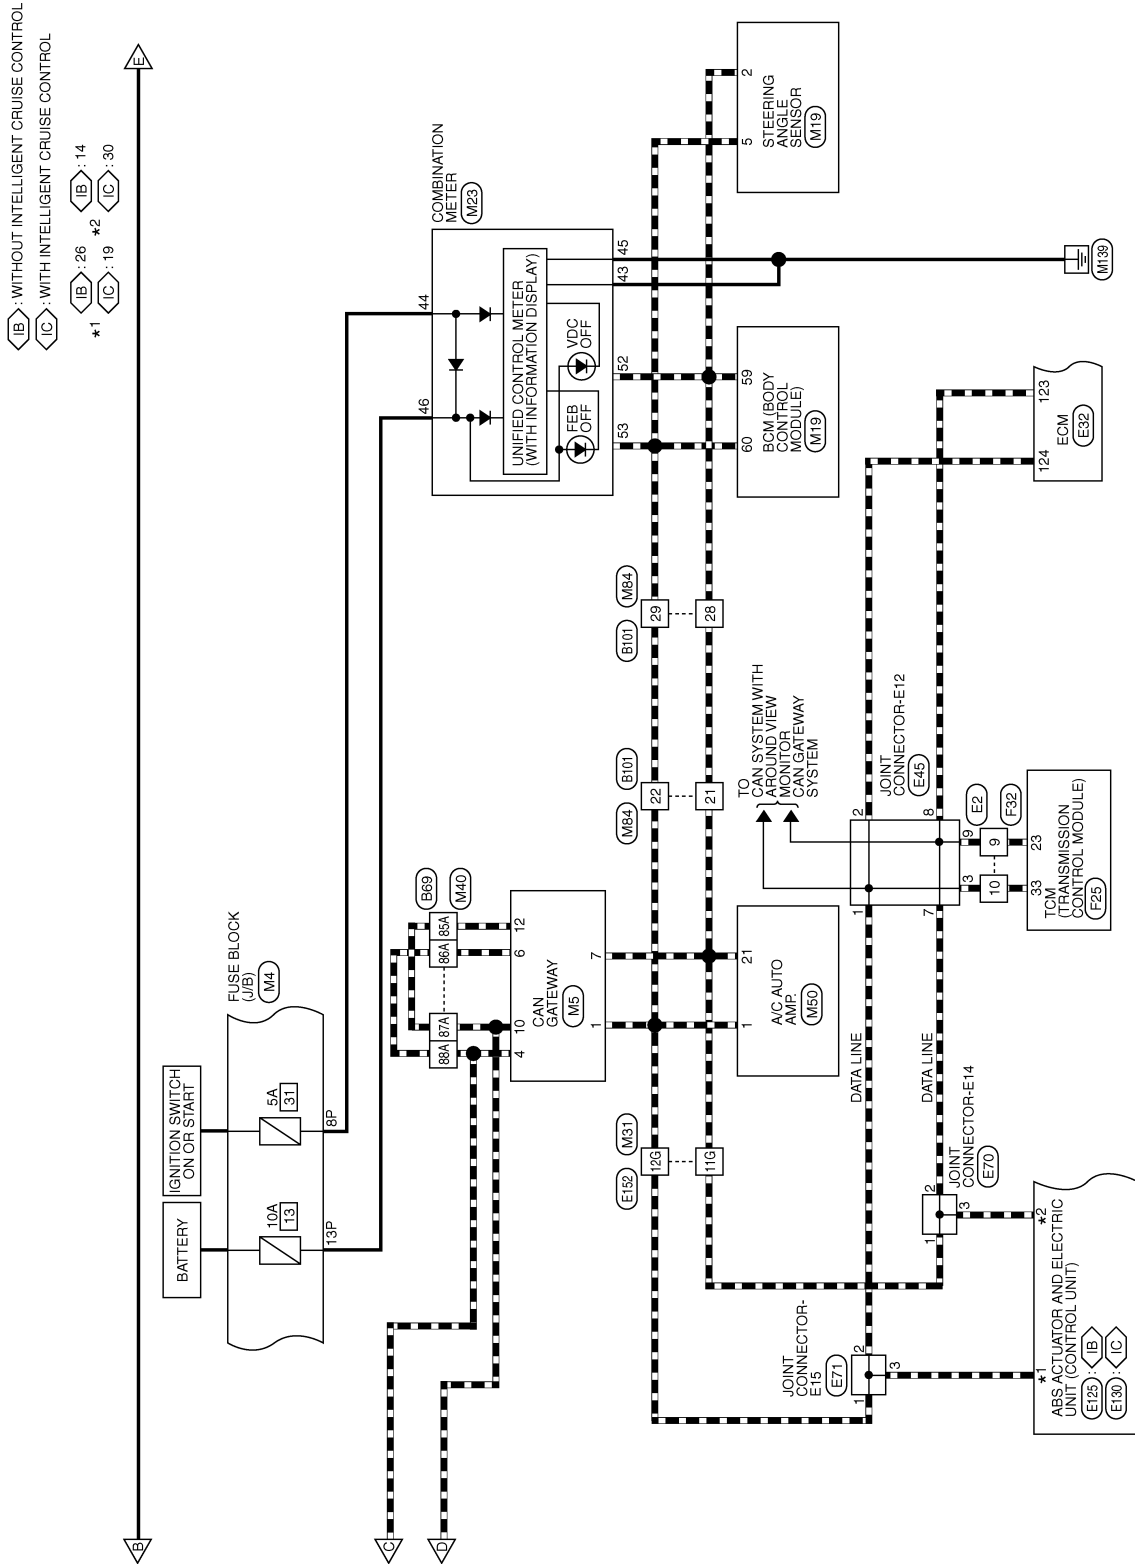 IB : WITHOUT INTELLIGENT CRUISE CONTROL
IC : WITH INTELLIGENT CRUISE CONTROL
*1 IB : 26
IC : 19
*2 IB : 14
IC : 30
B
E
BATTERY
IGNITION SWITCH
ON OR START
FUSE BLOCK
(J/B)
M4
10A
13
5A
31
13P
8P
C
D
COMBINATION
METER
M23
46
44
UNIFIED CONTROL METER
(WITH INFORMATION DISPLAY)
FEB
OFF
VDC
OFF
53
52
43
45
M139
B69
M40
88A
87A
86A
85A
4
10
6
12
CAN
GATEWAY
M5
1
7
E152
M31
12G
11G
M84
B101
22
21
B101
M84
29
28
1
21
A/C AUTO
AMP.
M50
60
59
BCM (BODY
CONTROL
MODULE)
M19
5
2
STEERING
ANGLE
SENSOR
M19
TO
CAN SYSTEM WITH
AROUND VIEW
MONITOR
CAN GATEWAY
SYSTEM
JOINT
CONNECTOR-
E15
E71
1
2
3
DATA LINE
DATA LINE
JOINT
CONNECTOR-E14
E70
1
2
3
JOINT
CONNECTOR-E12
E45
1
2
7
8
3
9
E2
F32
10
9
33
23
TCM
(TRANSMISSION
CONTROL MODULE)
F25
124
123
ECM
E32
*1
*2
ABS ACTUATOR AND ELECTRIC
UNIT (CONTROL UNIT)
E125 : IB
E130 : IC